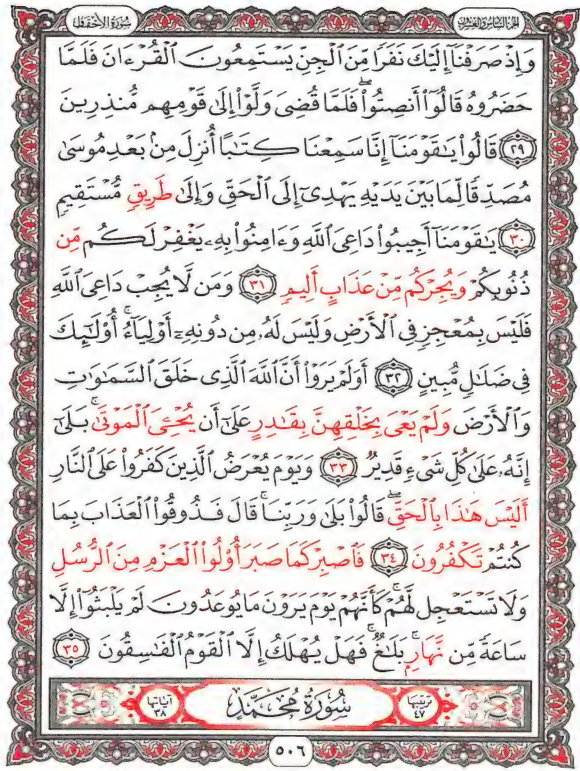 الجزء السادس والعشرون
سورة الأحقاف
وَإِذْ صَرَفْنَآ إِلَيْكَ نَفَرًا مِّنَ ٱلْجِنِّ يَسْتَمِعُونَ ٱلْقُرْءَانَ فَلَمَّا
حَضَرُوهُ قَالُوٓا۟ أَنصِتُوا۟ۖ فَلَمَّا قُضِىَ وَلَّوْا۟ إِلَىٰ قَوْمِهِم مُّنذِرِينَ
﴿٢٩﴾ قَالُوا۟ يَٰقَوْمَنَآ إِنَّا سَمِعْنَا كِتَٰبًا أُنزِلَ مِنۢ بَعْدِ مُوسَىٰ
مُصَدِّقًا لِّمَا بَيْنَ يَدَيْهِ يَهْدِىٓ إِلَى ٱلْحَقِّ وَإِلَىٰ طَرِيقٍ مُّسْتَقِيمٍ
﴿٣٠﴾ يَٰقَوْمَنَآ أَجِيبُوا۟ دَاعِىَ ٱللَّهِ وَءَامِنُوا۟ بِهِۦ يَغْفِرْ لَكُم مِّن
ذُنُوبِكُمْ وَيُجِرْكُم مِّنْ عَذَابٍ أَلِيمٍ ﴿٣١﴾ وَمَن لَّا يُجِبْ دَاعِىَ ٱللَّهِ
فَلَيْسَ بِمُعْجِزٍ فِى ٱلْأَرْضِ وَلَيْسَ لَهُۥ مِن دُونِهِۦٓ أَوْلِيَآءُۚ أُو۟لَٰٓئِكَ
فِى ضَلَٰلٍ مُّبِينٍ ﴿٣٢﴾ أَوَلَمْ يَرَوْا۟ أَنَّ ٱللَّهَ ٱلَّذِى خَلَقَ ٱلسَّمَٰوَٰتِ
وَٱلْأَرْضَ وَلَمْ يَعْىَ بِخَلْقِهِنَّ بِقَٰدِرٍ عَلَىٰٓ أَن يُحْۦِىَ ٱلْمَوْتَىٰۚ بَلَىٰٓ
إِنَّهُۥ عَلَىٰ كُلِّ شَىْءٍ قَدِيرٌ ﴿٣٣﴾ وَيَوْمَ يُعْرَضُ ٱلَّذِينَ كَفَرُوا۟ عَلَى ٱلنَّارِ
أَلَيْسَ هَٰذَا بِٱلْحَقِّۖ قَالُوا۟ بَلَىٰ وَرَبِّنَاۚ قَالَ فَذُوقُوا۟ ٱلْعَذَابَ بِمَا
كُنتُمْ تَكْفُرُونَ ﴿٣٤﴾ فَٱصْبِرْ كَمَا صَبَرَ أُو۟لُوا۟ ٱلْعَزْمِ مِنَ ٱلرُّسُلِ
وَلَا تَسْتَعْجِل لَّهُمْۚ كَأَنَّهُمْ يَوْمَ يَرَوْنَ مَا يُوعَدُونَ لَمْ يَلْبَثُوٓا۟ إِلَّا
سَاعَةً مِّن نَّهَارٍۭۚ بَلَٰغٌۚ فَهَلْ يُهْلَكُ إِلَّا ٱلْقَوْمُ ٱلْفَٰسِقُونَ ﴿٣٥﴾
ترتيبها ٤٧ سُورَةُ مُحَمَّدٍ آياتها ٣٨
٥٠٦